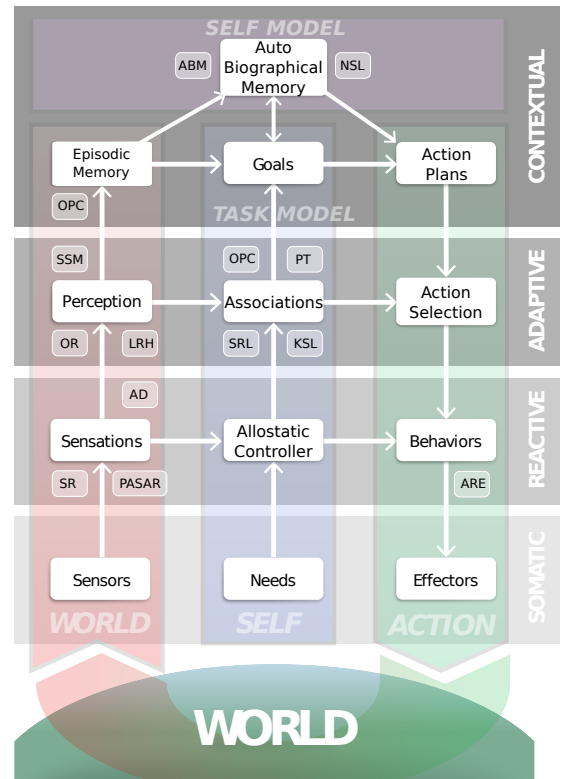 SELF MODEL
ABM
Auto
Biographical
Memory
NSL
CONTEXTUAL
Episodic
Memory
Goals
Action
Plans
OPC
TASK MODEL
SSM
OPC
PT
ADAPTIVE
Perception
Associations
Action
Selection
OR
LRH
SRL
KSL
AD
REACTIVE
Sensations
Allostatic
Controller
Behaviors
SR
PASAR
ARE
SOMATIC
Sensors
Needs
Effectors
WORLD
SELF
ACTION
WORLD